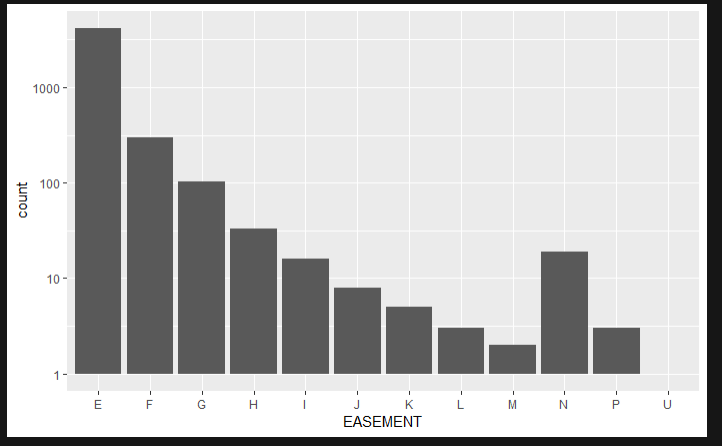 1000
100
10
1
count
E F G H I J K L M N P U
EASEMENT